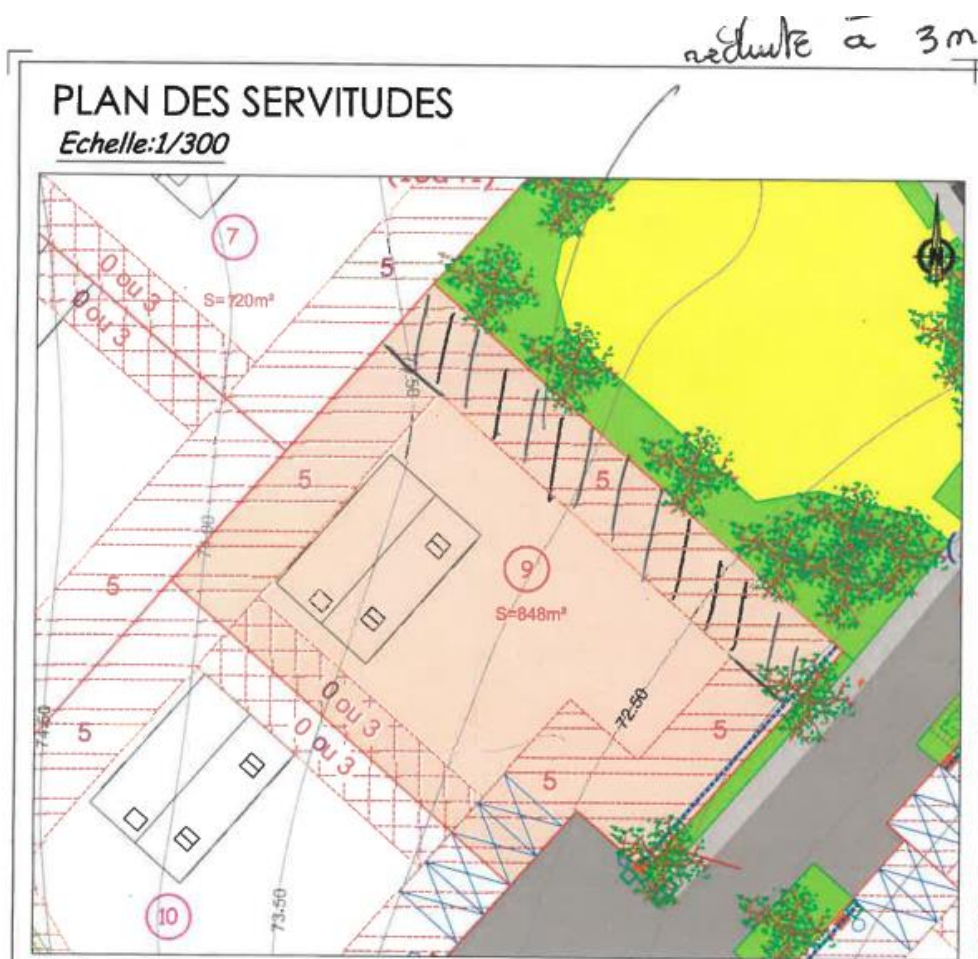 réduite à 3m
PLAN DES SERVITUDES
Echelle:1/300
7
S=720m²
5
0 ou 3
0 ou 3
N
5
5
9
S=848m²
5
0 ou 3
0 ou 3
72.50
5
5
5
10
73.50